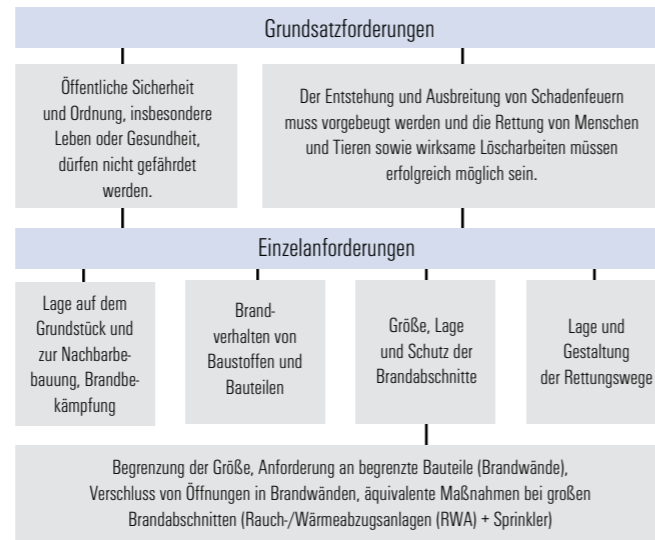 Grundsatzforderungen
Öffentliche Sicherheit
und Ordnung, insbesondere
Leben oder Gesundheit,
dürfen nicht gefährdet
werden.
Der Entstehung und Ausbreitung von Schadenfeuern
muss vorgebeugt werden und die Rettung von Menschen
und Tieren sowie wirksame Löscharbeiten müssen
erfolgreich möglich sein.
Einzelanforderungen
Lage auf dem
Grundstück und
zur Nachbarbe-
bauung, Brandbe-
kämpfung
Brand-
verhalten von
Baustoffen und
Bauteilen
Größe, Lage
und Schutz der
Brandabschnitte
Lage und
Gestaltung
der Rettungswege
Begrenzung der Größe, Anforderung an begrenzte Bauteile (Brandwände),
Verschluss von Öffnungen in Brandwänden, äquivalente Maßnahmen bei großen
Brandabschnitten (Rauch-/Wärmeabzugsanlagen (RWA) + Sprinkler)